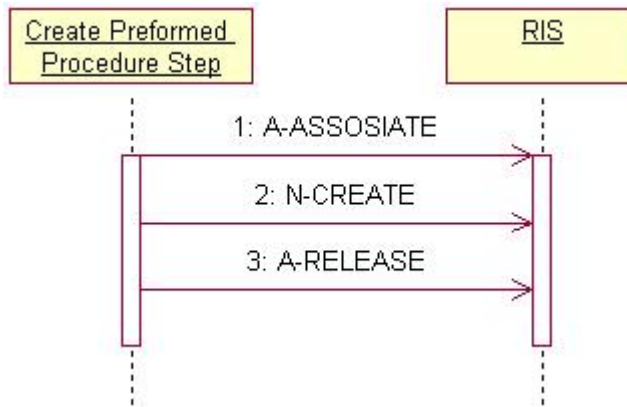 Create Preformed
Procedure Step
RIS
1: A-ASSOSIATE
2: N-CREATE
3: A-RELEASE